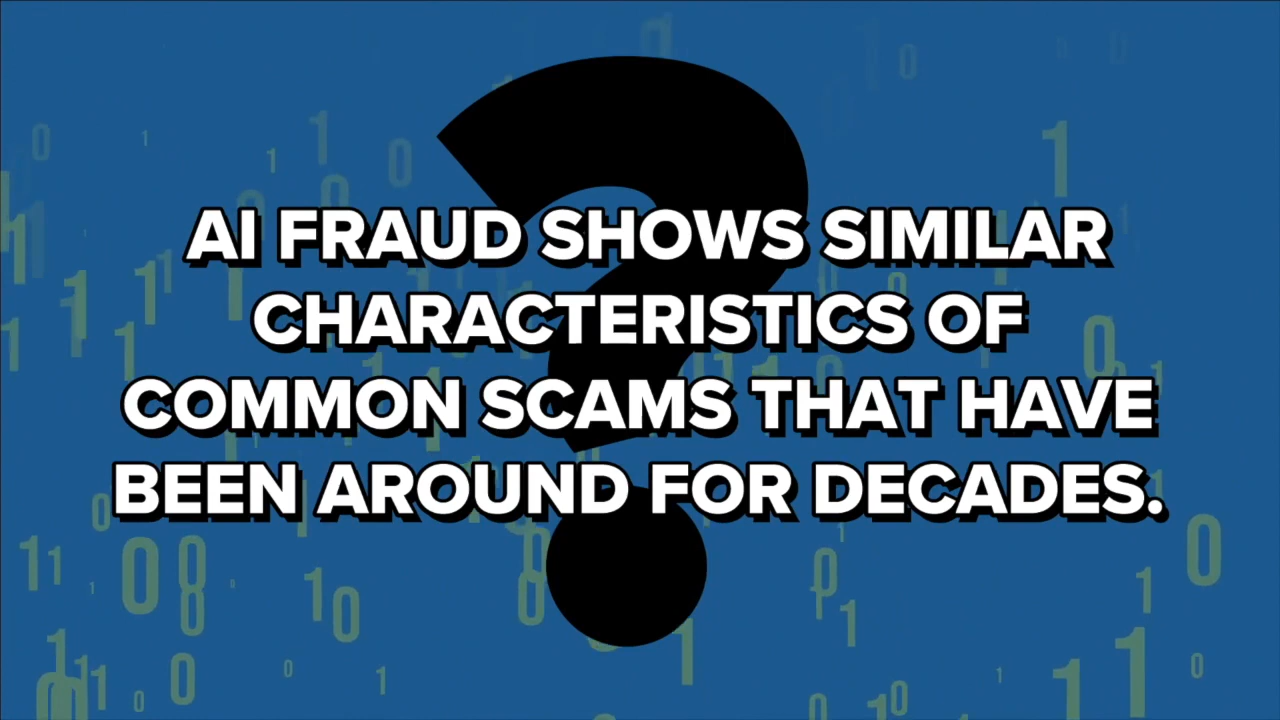 AI FRAUD SHOWS SIMILAR
CHARACTERISTICS OF
COMMON SCAMS THAT HAVE
BEEN AROUND FOR DECADES.